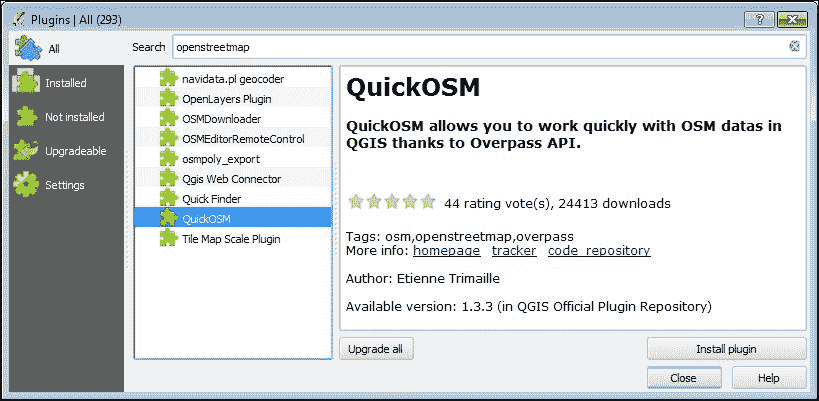 Plugins | All (293)
?
All
Search
openstreetmap
Installed
Not installed
Upgradeable
Settings
navidata.pl geocoder
OpenLayers Plugin
OSMDownloader
OSMEditorRemoteControl
osmpoly_export
Qgis Web Connector
Quick Finder
QuickOSM
Tile Map Scale Plugin
QuickOSM
QuickOSM allows you to work quickly with OSM datas in
QGIS thanks to Overpass API.
44 rating vote(s), 24413 downloads
Tags: osm,openstreetmap,overpass
More info: homepage tracker code_repository
Author: Etienne Trimaille
Available version: 1.3.3 (in QGIS Official Plugin Repository)
Upgrade all
Install plugin
Close
Help